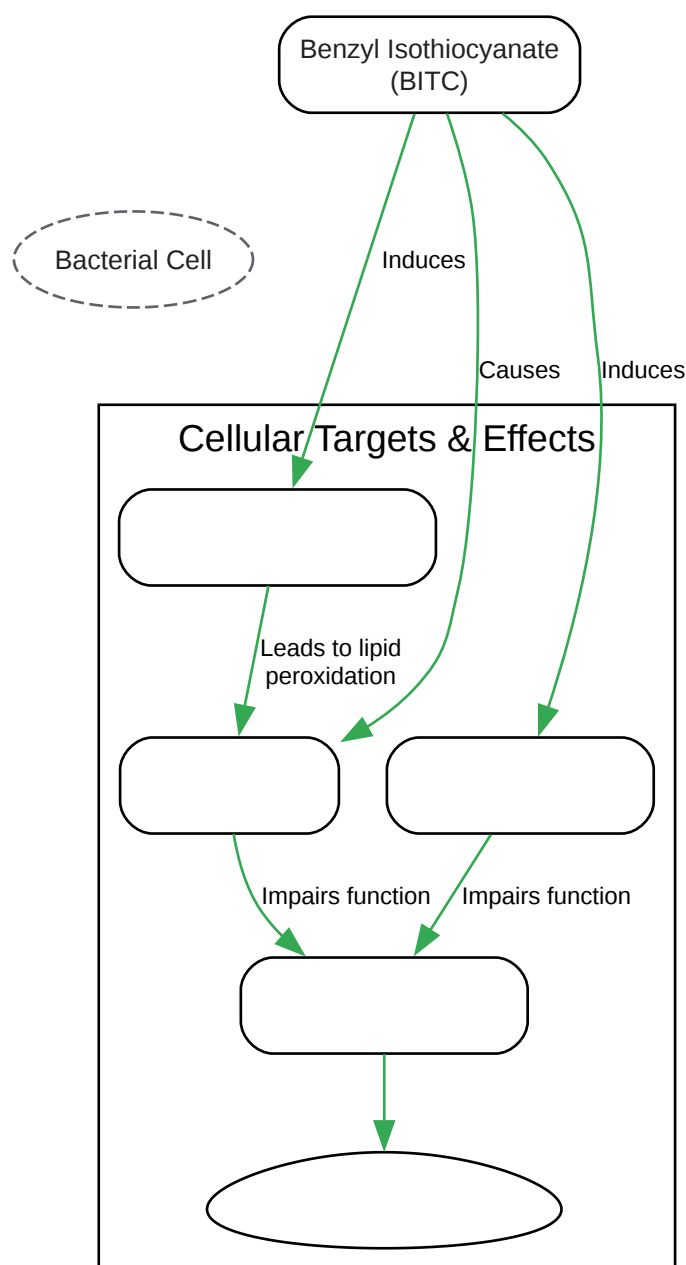 Benzyl Isothiocyanate
(BITC)
Bacterial Cell
Induces
Causes
Induces
Cellular Targets & Effects
Leads to lipid
peroxidation
Impairs function
Impairs function